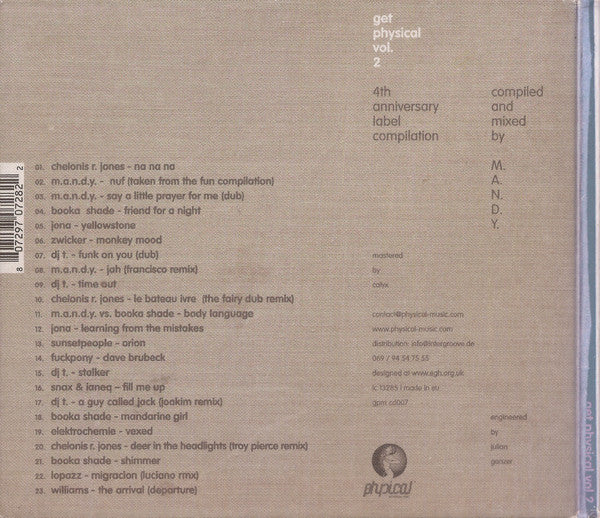 get
physical
vol.
2
4th
anniversary
label
compilation
compiled
and
mixed
by
M.
A.
N.
D.
Y.
01. chelonis r. jones - na na na
02. m.a.n.d.y. - nuf (taken from the fun compilation)
03. m.a.n.d.y. - say a little prayer for me (dub)
04. booka shade - friend for a night
05. jona - yellowstone
06. zwicker - monkey mood
07. dj t. - funk on you (dub)
08. m.a.n.d.y. - jah (francisco remix)
09. dj t. - time out
10. chelonis r. jones - le bateau ivre (the fairy dub remix)
11. m.a.n.d.y. vs. booka shade - body language
12. jona - learning from the mistakes
13. sunsetpeople - orion
14. fuckpony - dave brubeck
15. dj t. - stalker
16. snax & ianeq – fill me up
17. dj t. - a guy called jack (joakim remix)
18. booka shade - mandarine girl
19. elektrochemie - vexed
20. chelonis r. jones - deer in the headlights (troy pierce remix)
21. booka shade - shimmer
22. lopazz - migracion (luciano rmx)
23. williams - the arrival (departure)
mastered
by
calyx
contact@physical-music.com
www.physical-music.com
distribution: info@intergroove.de
069 / 94 54 75 55
designed at www.egb.org.uk
lc 13285 | made in eu
gpm cd007
engineered
by
julian
ganzer
physical
8 07297 07282 2
get physical vol. 2